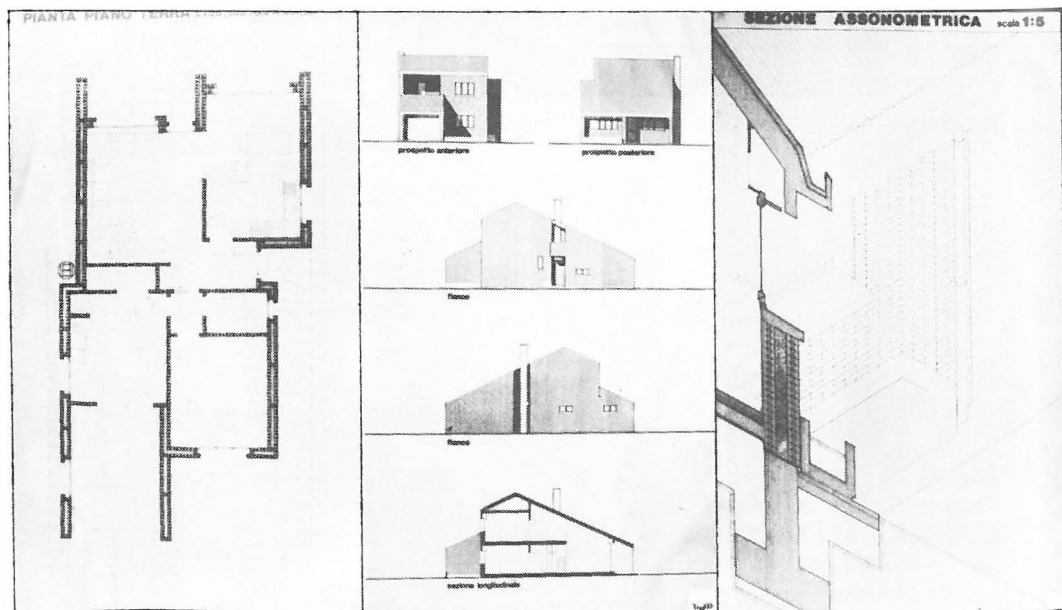 PIANTA PIANO TERRA
prospetto anteriore
prospetto posteriore
fianco
fianco
sezione longitudinale
SEZIONE ASSONOMETRICA scala 1:5